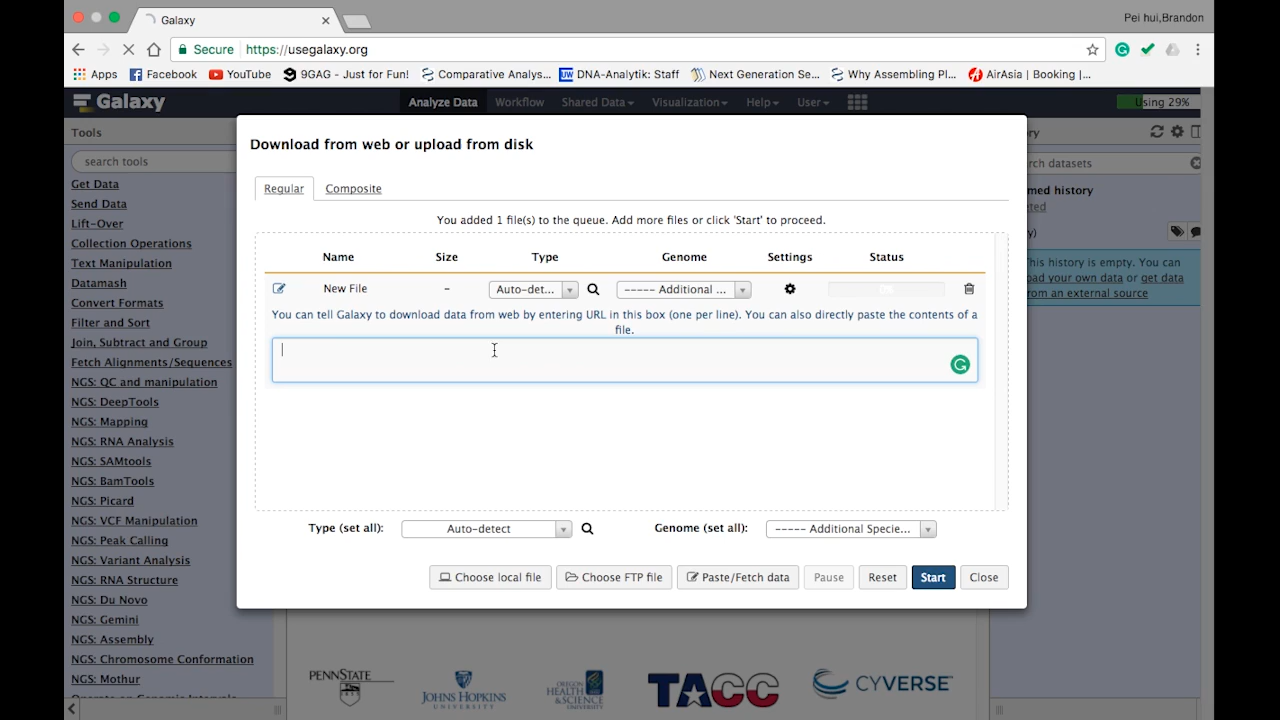 Galaxy
Pei hui,Brandon
Secure
https://usegalaxy.org
Apps
Facebook
YouTube
9GAG - Just for Fun!
Comparative Analys...
DNA-Analytik: Staff
Next Generation Se...
Why Assembling Pl...
AirAsia | Booking |...
Galaxy
Analyze Data
Workflow
Shared Data
Visualization
Help
User
Using 29%
Tools
search tools
Get Data
Send Data
Lift-Over
Collection Operations
Text Manipulation
Datamash
Convert Formats
Filter and Sort
Join, Subtract and Group
Fetch Alignments/Sequences
NGS: QC and manipulation
NGS: DeepTools
NGS: Mapping
NGS: RNA Analysis
NGS: SAMtools
NGS: BamTools
NGS: Picard
NGS: VCF Manipulation
NGS: Peak Calling
NGS: Variant Analysis
NGS: RNA Structure
NGS: Du Novo
NGS: Gemini
NGS: Assembly
NGS: Chromosome Conformation
NGS: Mothur
Download from web or upload from disk
Regular
Composite
You added 1 file(s) to the queue. Add more files or click 'Start' to proceed.
Name
Size
Type
Genome
Settings
Status
New File
-
Auto-det...
----- Additional ...
You can tell Galaxy to download data from web by entering URL in this box (one per line). You can also directly paste the contents of a
file.
Type (set all):
Auto-detect
Genome (set all):
----- Additional Specie...
Choose local file
Choose FTP file
Paste/Fetch data
Pause
Reset
Start
Close
ry
rch datasets
med history
ted
y)
his history is empty. You can
oad your own data or get data
rom an external source
PENNSTATE
JOHNS HOPKINS
UNIVERSITY
OREGON
HEALTH
&SCIENCE
UNIVERSITY
TACC
CYVERSE